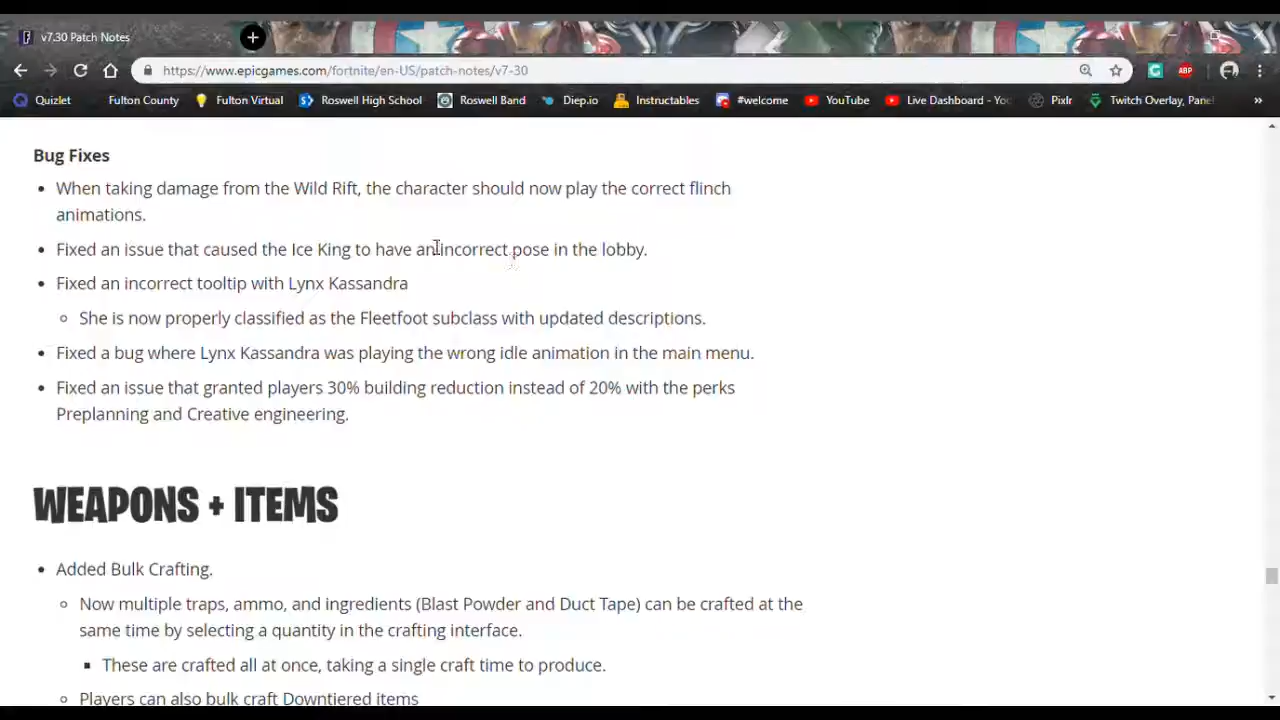 v7.30 Patch Notes
https://www.epicgames.com/fortnite/en-US/patch-notes/v7-30
Quizlet Fulton County Fulton Virtual Roswell High School Roswell Band Diep.io Instructables #welcome YouTube Live Dashboard - Yo Pixlr Twitch Overlay, Panel »
Bug Fixes
• When taking damage from the Wild Rift, the character should now play the correct flinch
animations.
• Fixed an issue that caused the Ice King to have an incorrect pose in the lobby.
• Fixed an incorrect tooltip with Lynx Kassandra
She is now properly classified as the Fleetfoot subclass with updated descriptions.
• Fixed a bug where Lynx Kassandra was playing the wrong idle animation in the main menu.
• Fixed an issue that granted players 30% building reduction instead of 20% with the perks
Preplanning and Creative engineering.
WEAPONS + ITEMS
• Added Bulk Crafting.
Now multiple traps, ammo, and ingredients (Blast Powder and Duct Tape) can be crafted at the
same time by selecting a quantity in the crafting interface.
These are crafted all at once, taking a single craft time to produce.
Players can also bulk craft Downtiered items